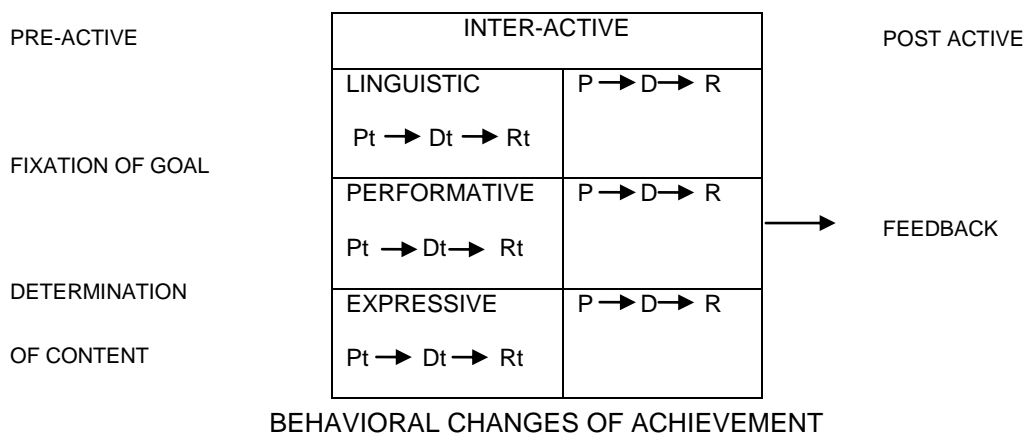 PRE-ACTIVE
INTER-ACTIVE
POST ACTIVE
LINGUISTIC
P → D → R
Pt → Dt → Rt
FIXATION OF GOAL
PERFORMATIVE
P → D → R
Pt → Dt → Rt
FEEDBACK
DETERMINATION
OF CONTENT
EXPRESSIVE
P → D → R
Pt → Dt → Rt
BEHAVIORAL CHANGES OF ACHIEVEMENT